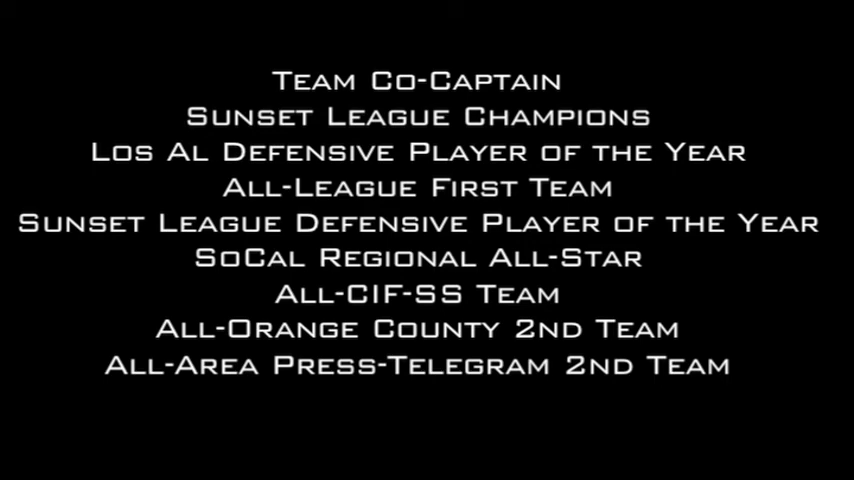 Team Co-Captain
Sunset League Champions
Los Al Defensive Player of the Year
All-League First Team
Sunset League Defensive Player of the Year
SoCal Regional All-Star
All-CIF-SS Team
All-Orange County 2nd Team
All-Area Press-Telegram 2nd Team